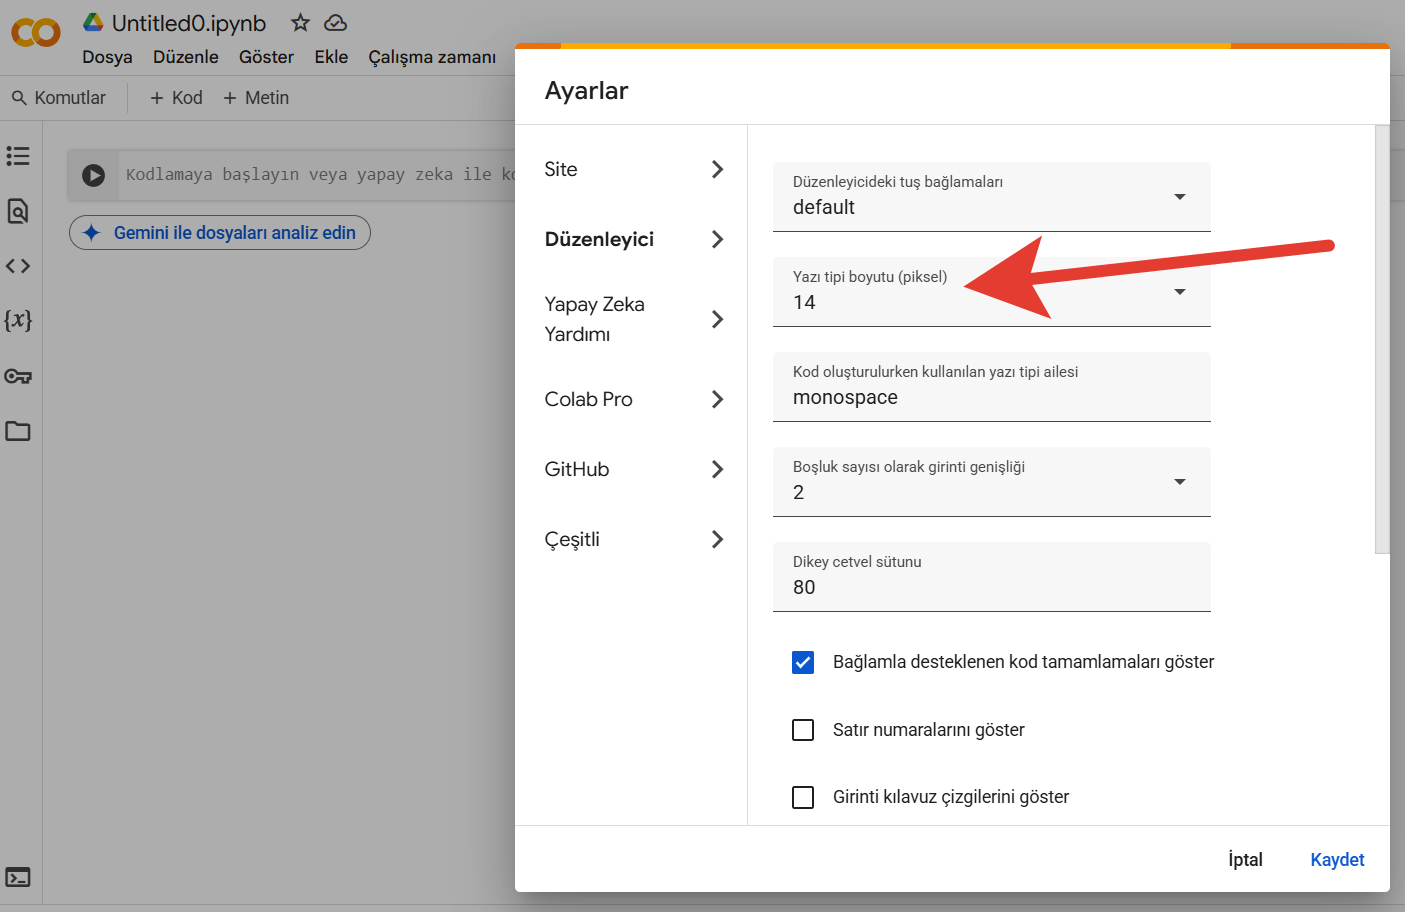 Untitled0.ipynb
Dosya Düzenle Göster Ekle Çalışma zamanı
Komutlar + Kod + Metin
Kodlamaya başlayın veya yapay zeka ile
Gemini ile dosyaları analiz edin
{x}
Ayarlar
Site
Düzenleyici
Yapay Zeka
Yardımı
Colab Pro
GitHub
Çeşitli
Düzenleyicideki tuş bağlamaları
default
Yazı tipi boyutu (piksel)
14
Kod oluşturulurken kullanılan yazı tipi ailesi
monospace
Boşluk sayısı olarak girinti genişliği
2
Dikey cetvel sütunu
80
Bağlamla desteklenen kod tamamlamaları göster
Satır numaralarını göster
Girinti kılavuz çizgilerini göster
İptal Kaydet